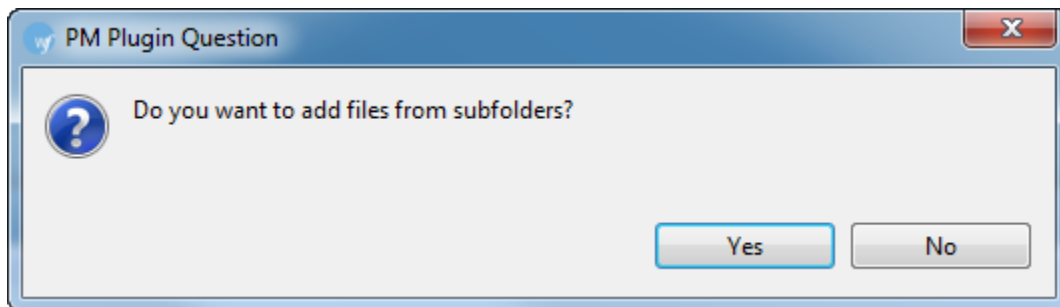 PM Plugin Question
Do you want to add files from subfolders?
Yes
No